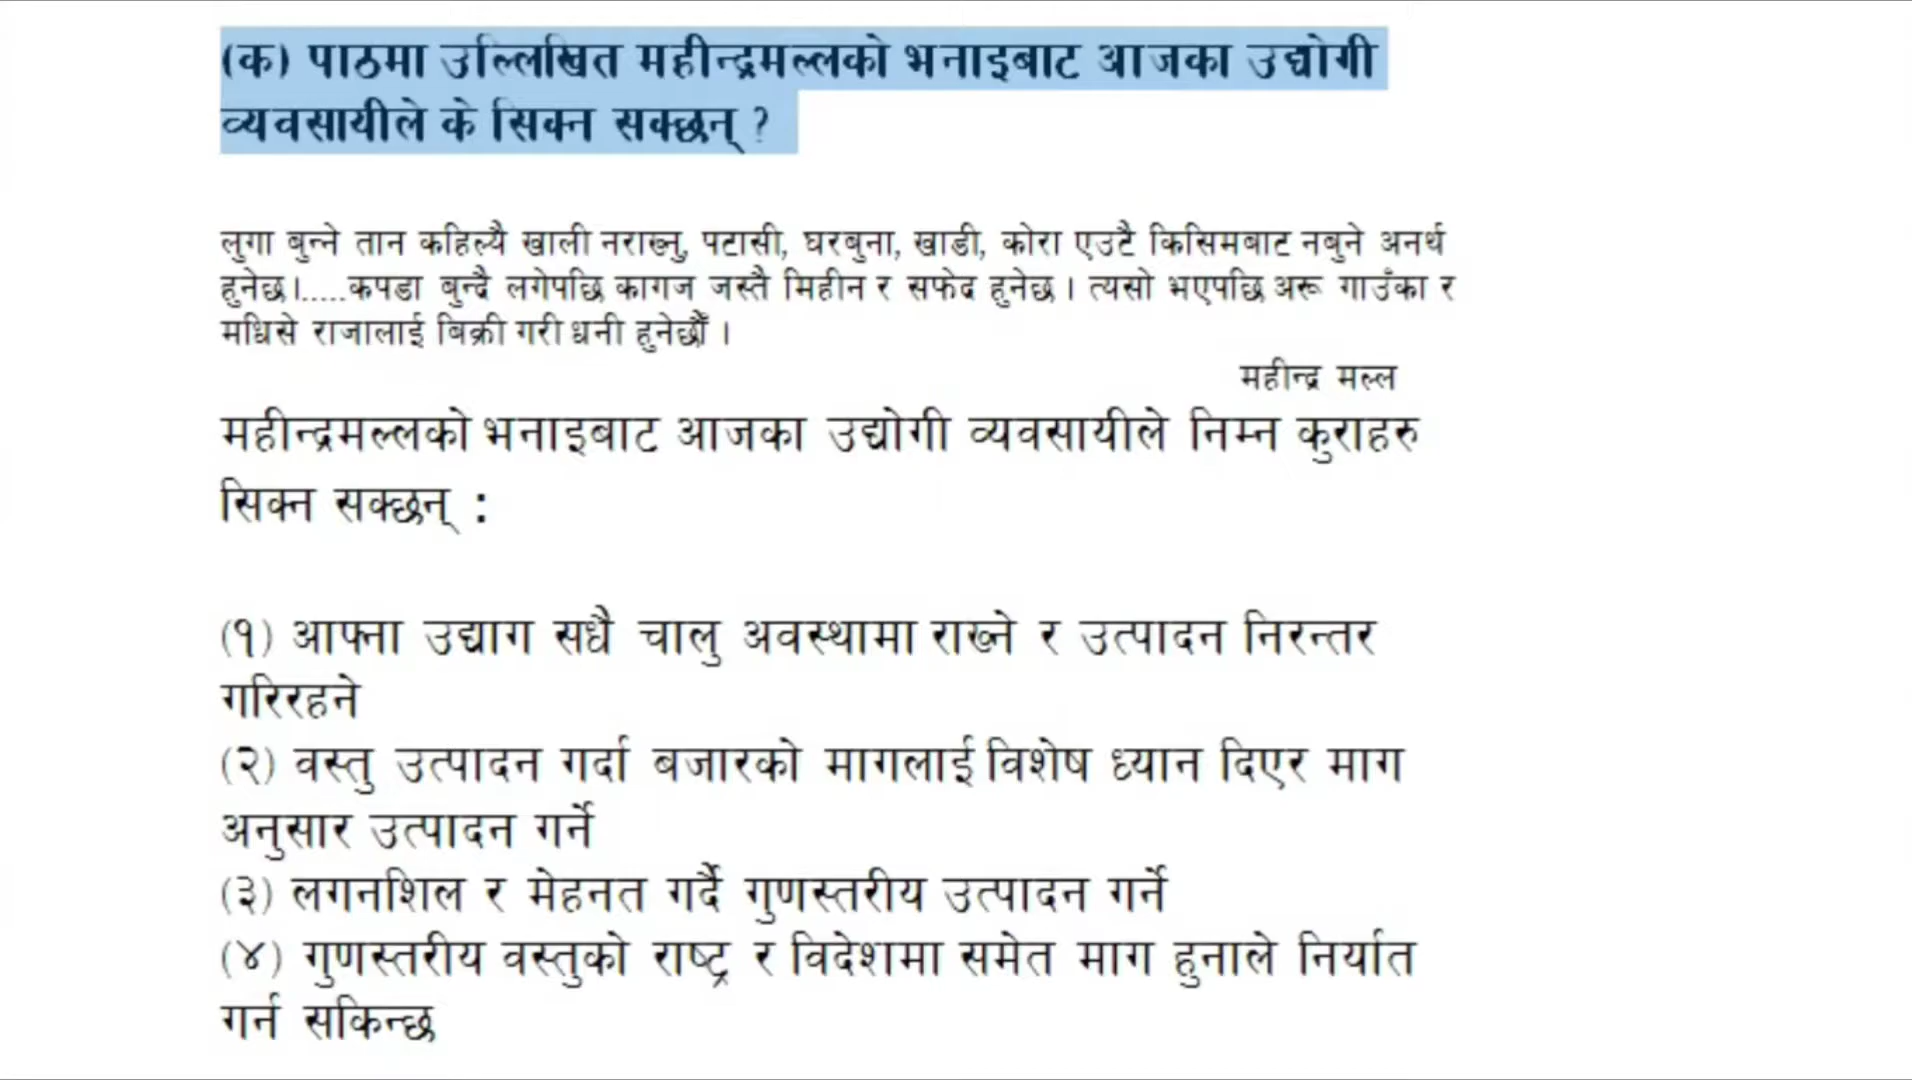 (क) पाठमा उल्लिखित महीन्द्रमल्लको भनाइबाट आजका उद्योगी
व्यवसायीले के सिक्न सक्छन् ?
लुगा बुन्ने तान कहिल्यै खाली नराख्नु, पटासी, घरबुना, खाडी, कोरा एउटै किसिमबाट नबुने अनर्थ
हुनेछ।.....कपडा बुन्दै लगेपछि कागज जस्तै मिहीन र सफेद हुनेछ । त्यसो भएपछि अरू गाउँका र
मधिसे राजालाई बिक्री गरी धनी हुनेछौँ ।
महीन्द्र मल्ल
महीन्द्रमल्लको भनाइबाट आजका उद्योगी व्यवसायीले निम्न कुराहरु
सिक्न सक्छन् :
(१) आफ्ना उद्याग सधै चालु अवस्थामा राख्ने र उत्पादन निरन्तर
गरिरहने
(२) वस्तु उत्पादन गर्दा बजारको मागलाई विशेष ध्यान दिएर माग
अनुसार उत्पादन गर्ने
(३) लगनशिल र मेहनत गर्दै गुणस्तरीय उत्पादन गर्ने
(४) गुणस्तरीय वस्तुको राष्ट्र र विदेशमा समेत माग हुनाले निर्यात
गर्न सकिन्छ